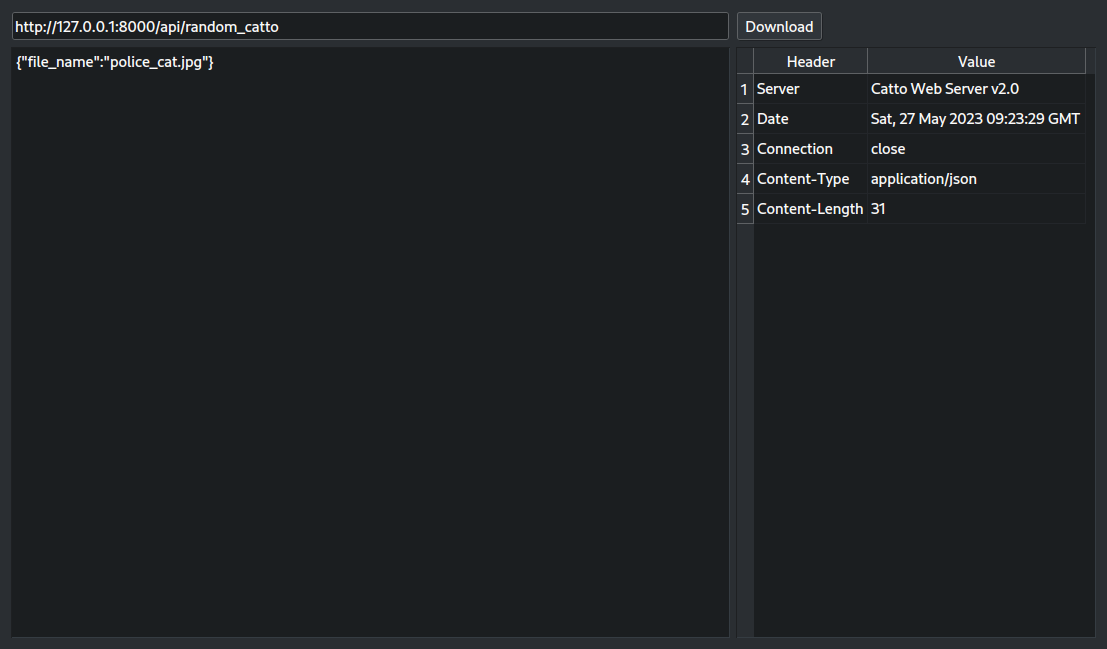 http://127.0.0.1:8000/api/random_catto Download
{"file_name":"police_cat.jpg"}
Header Value
1 Server Catto Web Server v2.0
2 Date Sat, 27 May 2023 09:23:29 GMT
3 Connection close
4 Content-Type application/json
5 Content-Length 31